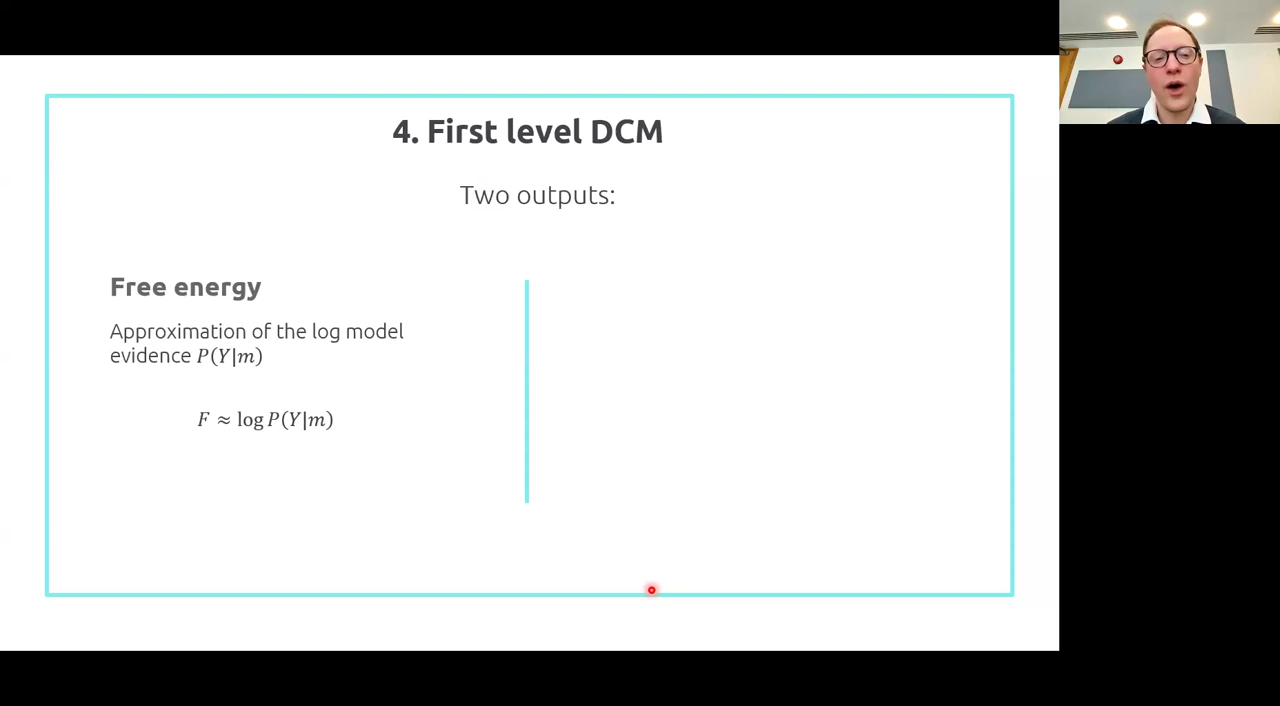 4. First level DCM
Two outputs:
Free energy
Approximation of the log model
evidence P(Y|m)
F ≈ log P(Y|m)